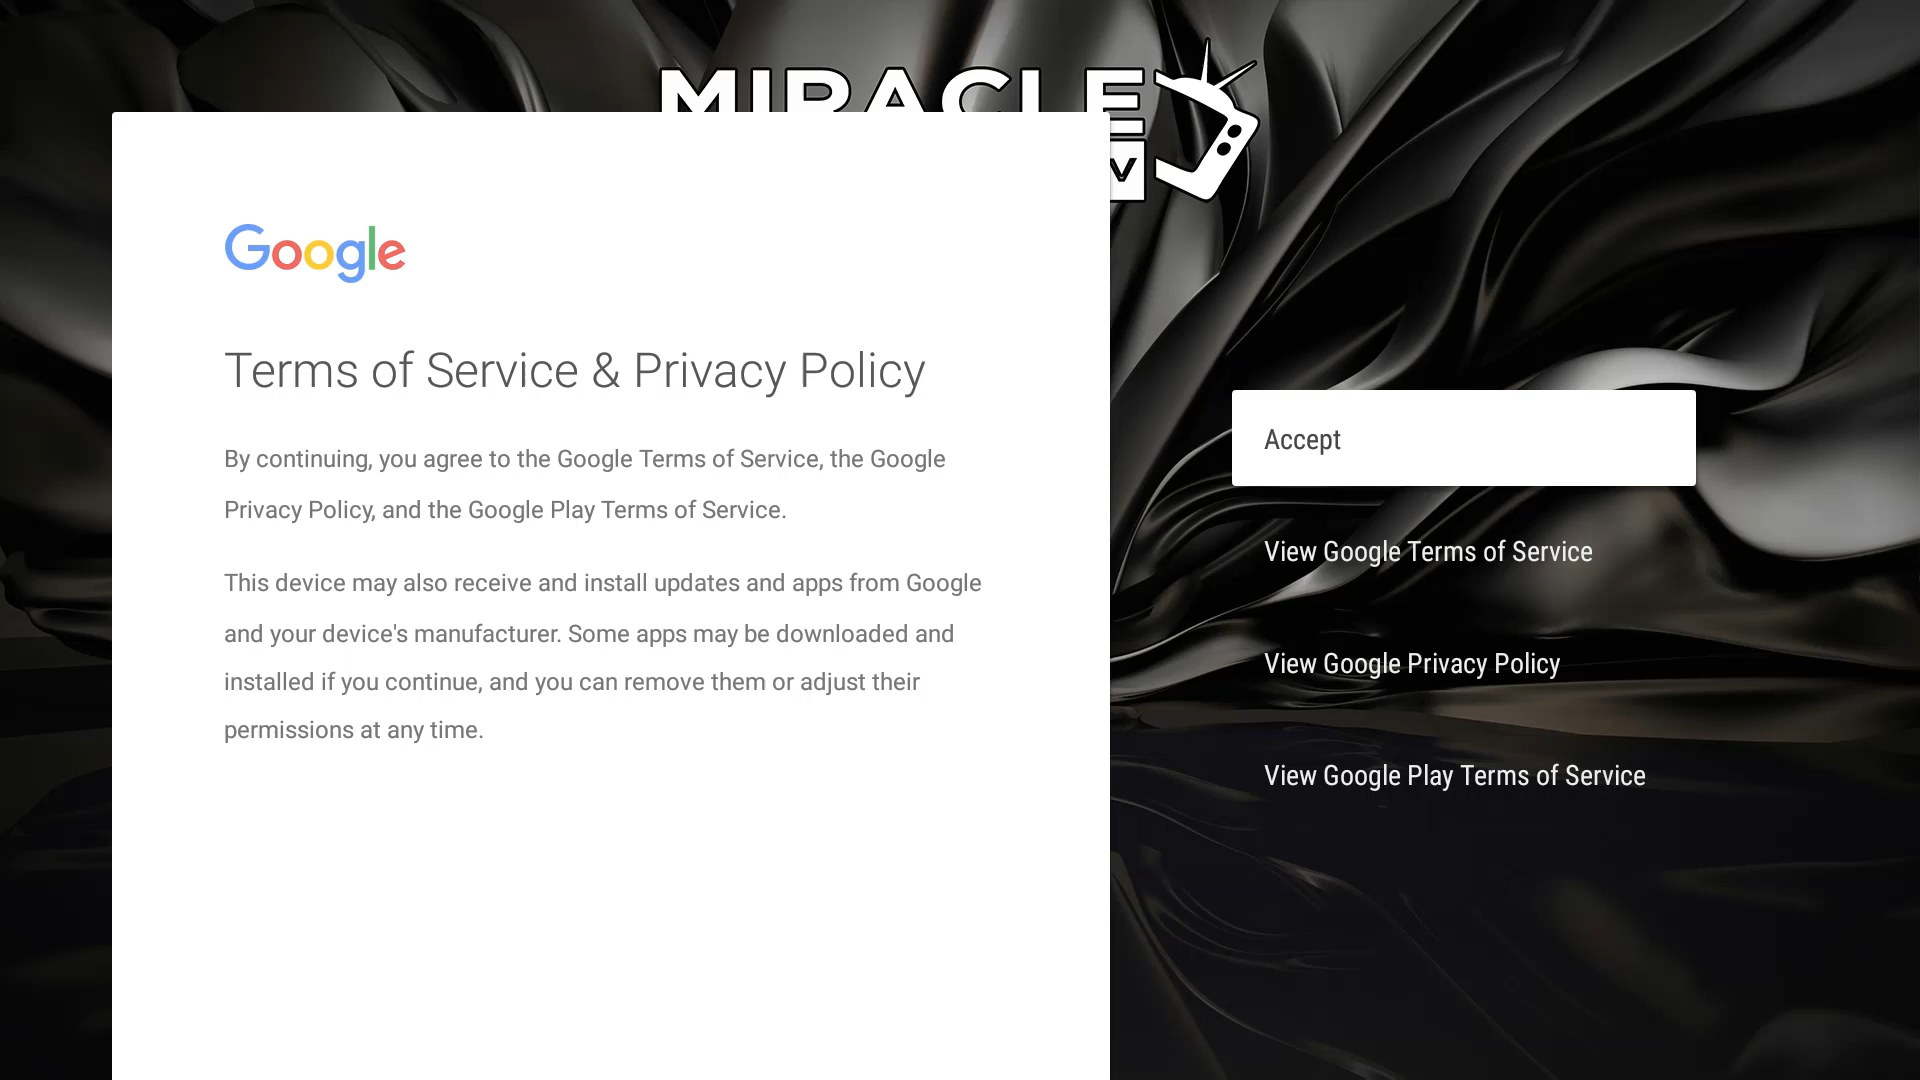 MIRACLE
Google
Terms of Service & Privacy Policy
By continuing, you agree to the Google Terms of Service, the Google
Privacy Policy, and the Google Play Terms of Service.
This device may also receive and install updates and apps from Google
and your device's manufacturer. Some apps may be downloaded and
installed if you continue, and you can remove them or adjust their
permissions at any time.
Accept
View Google Terms of Service
View Google Privacy Policy
View Google Play Terms of Service